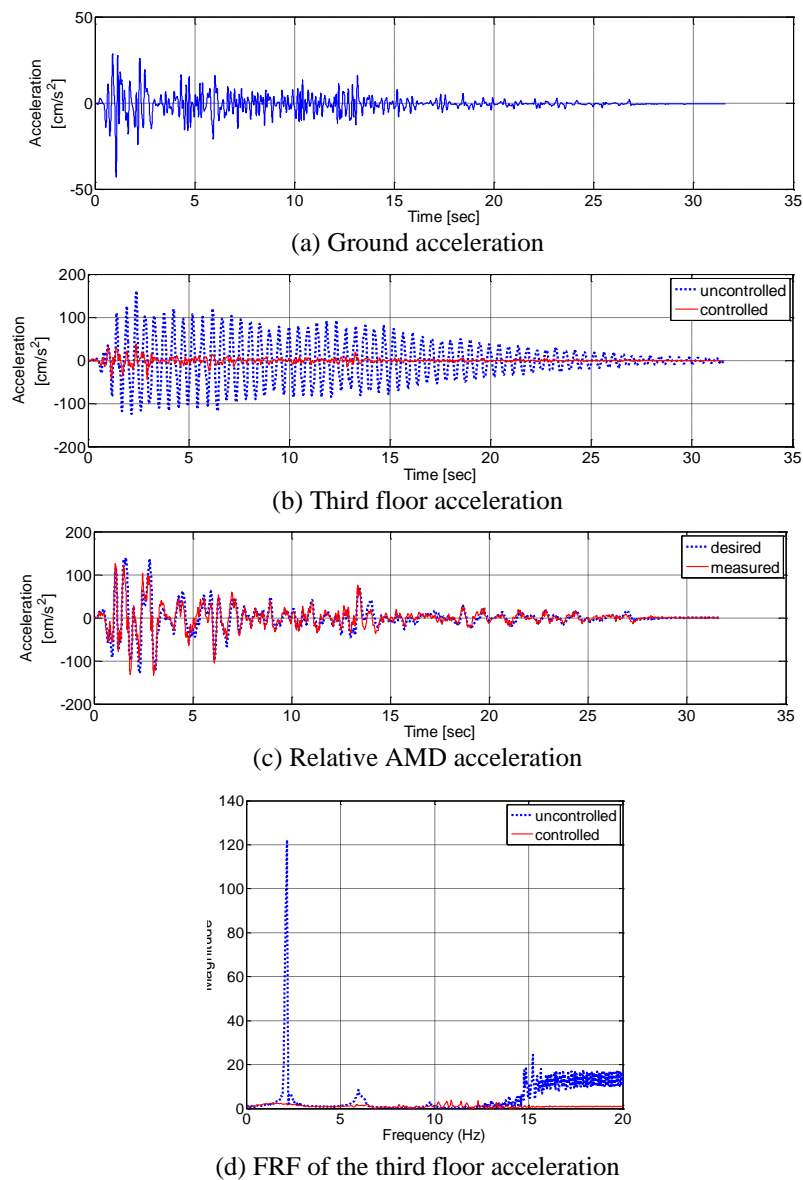 50
0
-50
Acceleration
[cm/s²]
0 5 10 15 20 25 30 35
Time [sec]
(a) Ground acceleration
200
100
0
-100
-200
Acceleration
[cm/s²]
uncontrolled
controlled
0 5 10 15 20 25 30 35
Time [sec]
(b) Third floor acceleration
200
100
0
-100
-200
Acceleration
[cm/s²]
desired
measured
0 5 10 15 20 25 30 35
Time [sec]
(c) Relative AMD acceleration
140
120
100
80
60
40
20
0
Magnitude
uncontrolled
controlled
0 5 10 15 20
Frequency (Hz)
(d) FRF of the third floor acceleration